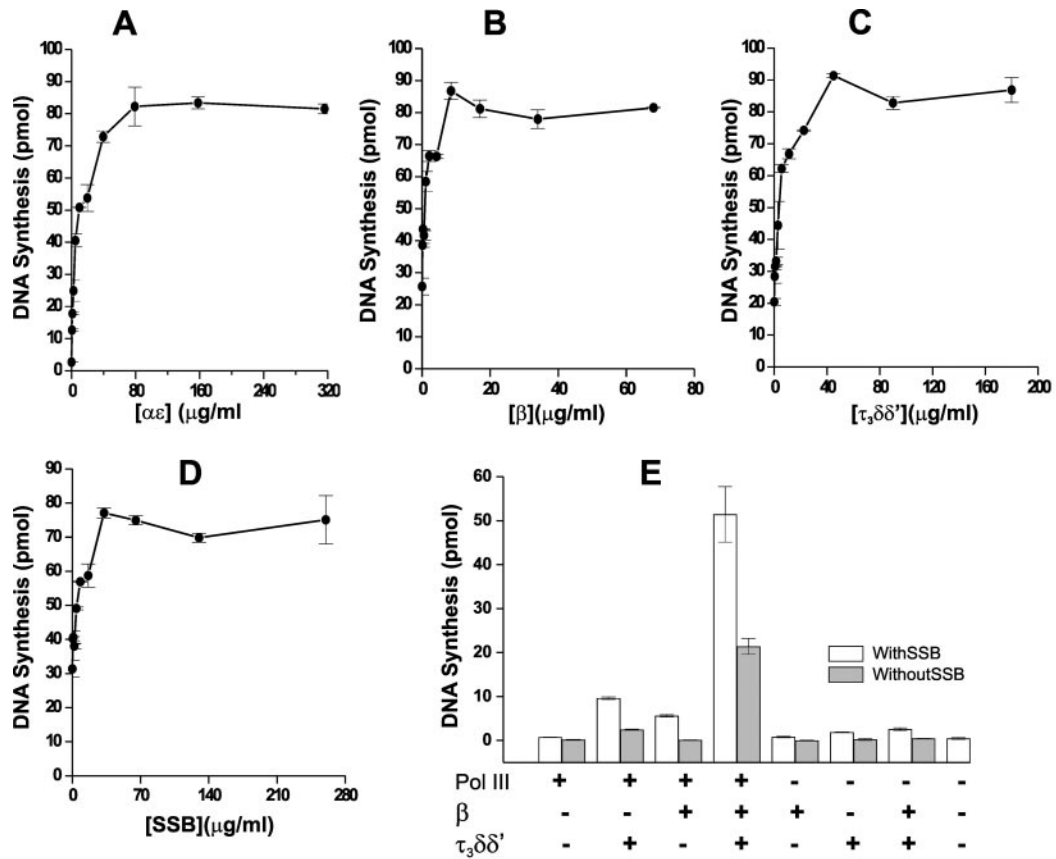 A
DNA Synthesis (pmol)
100
90
80
70
60
50
40
30
20
10
0
0 80 160 240 320
[αε] (μg/ml
B
DNA Synthesis (pmol)
100
90
80
70
60
50
40
30
20
10
0
0 20 40 60 80
[β](μg/ml)
C
DNA Synthesis (pmol)
100
90
80
70
60
50
40
30
20
10
0
0 40 80 120 160 200
[τ₃δδ'](μg/ml)
D
DNA Synthesis (pmol)
90
80
70
60
50
40
30
20
10
0
0 70 140 210 280
[SSB](μg/ml)
E
DNA Synthesis (pmol)
60
50
40
30
20
10
0
WithSSB
WithoutSSB
Pol III + + + + - - - -
β - - + + + - + -
τ₃δδ' - + - + - + + -